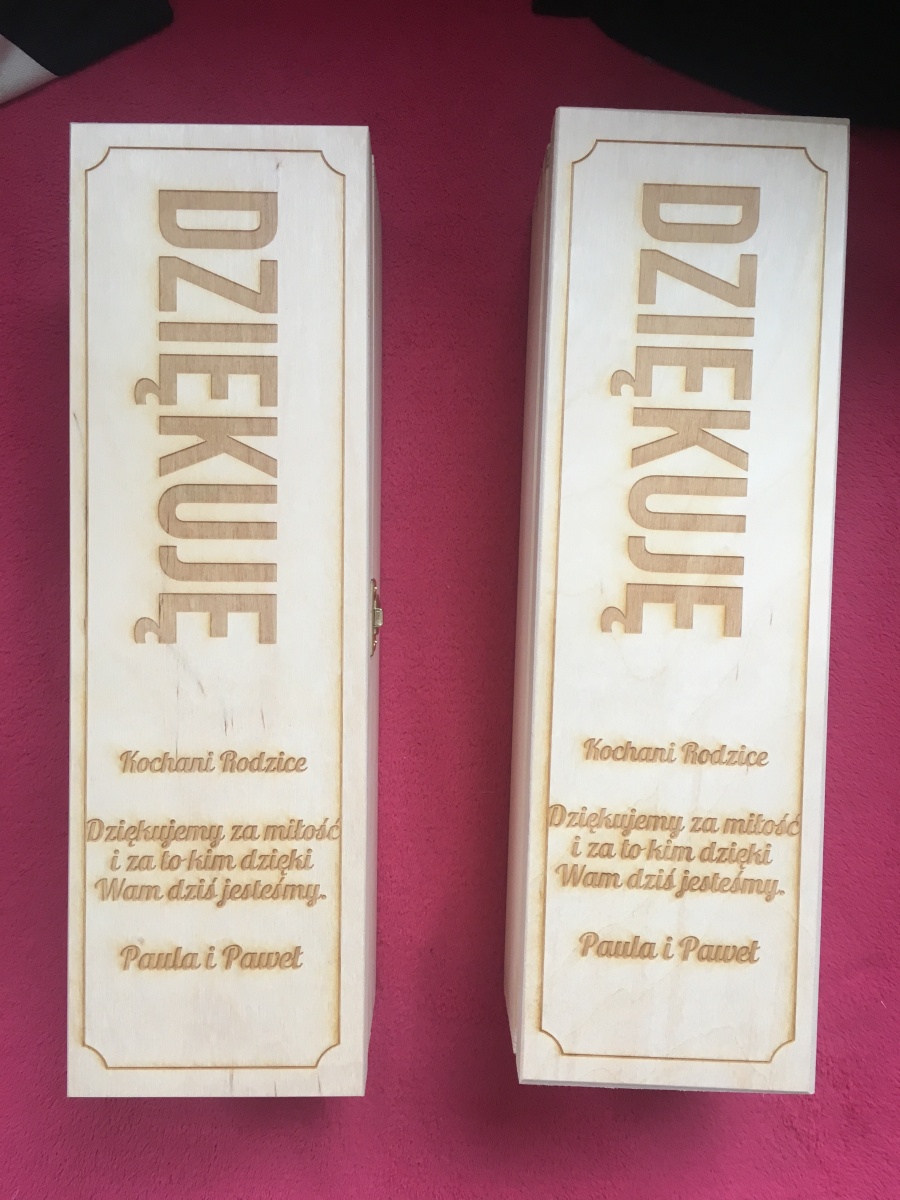 DZIĘKUJĘ
Kochani Rodzice
Dziękujemy za miłość
i za to kim dzięki
Wam dziś jesteśmy.
Paula i Paweł
DZIĘKUJĘ
Kochani Rodzice
Dziękujemy za miłość
i za to kim dzięki
Wam dziś jesteśmy.
Paula i Paweł